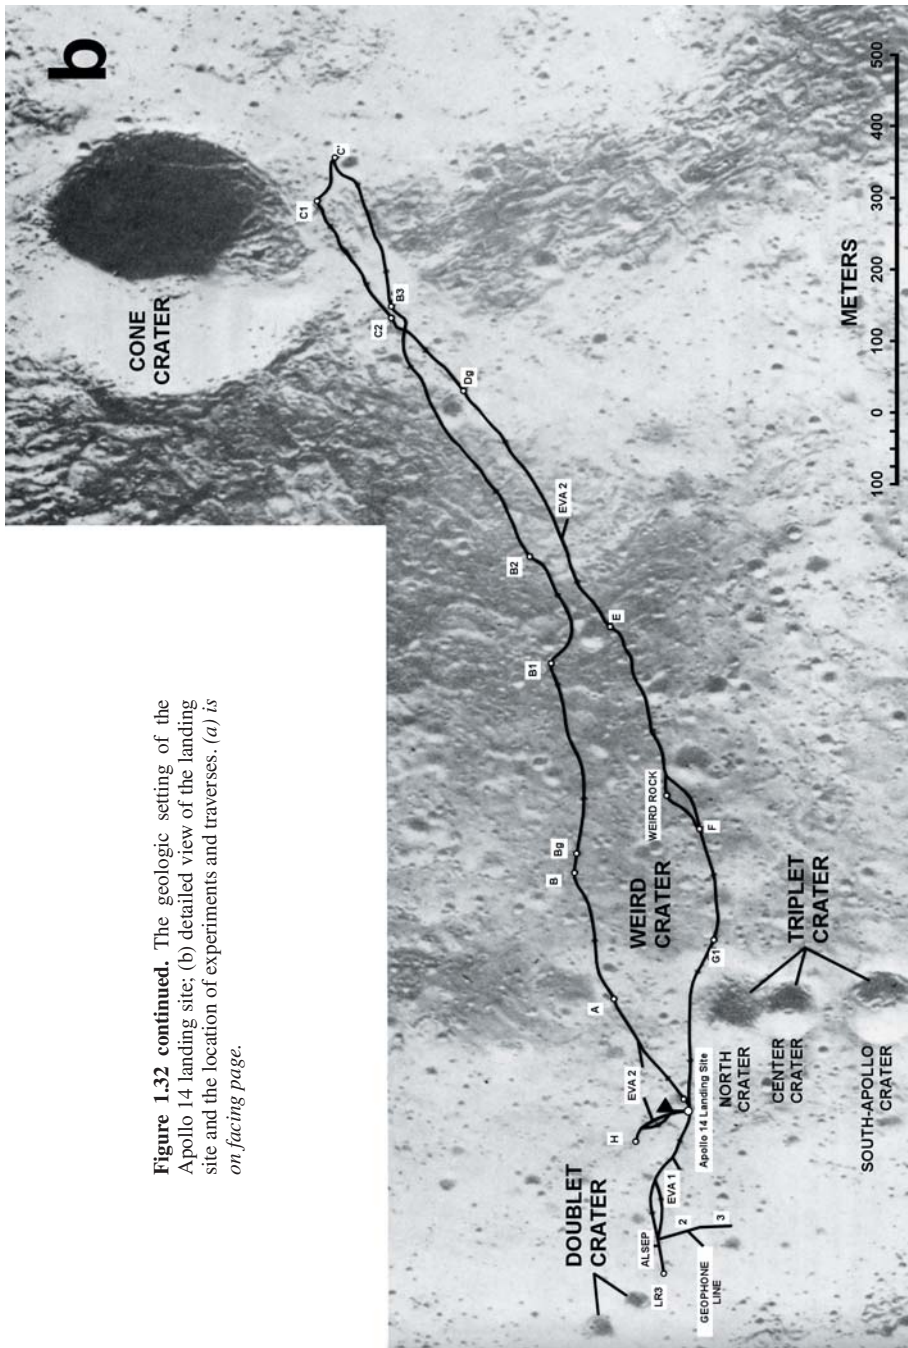 b
CONE
CRATER
C1
C'
C2
B3
Dg
EVA 2
B2
B1
E
WEIRD ROCK
F
Bg
B
WEIRD
CRATER
G1
TRIPLET
CRATER
A
NORTH
CRATER
CENTER
CRATER
SOUTH-APOLLO
CRATER
EVA 2
H
Apollo 14 Landing Site
EVA 1
DOUBLET
CRATER
ALSEP
2
3
LR3
GEOPHONE
LINE
METERS
100 0 100 200 300 400 500
Figure 1.32 continued. The geologic setting of the
Apollo 14 landing site; (b) detailed view of the landing
site and the location of experiments and traverses. (a) is
on facing page.